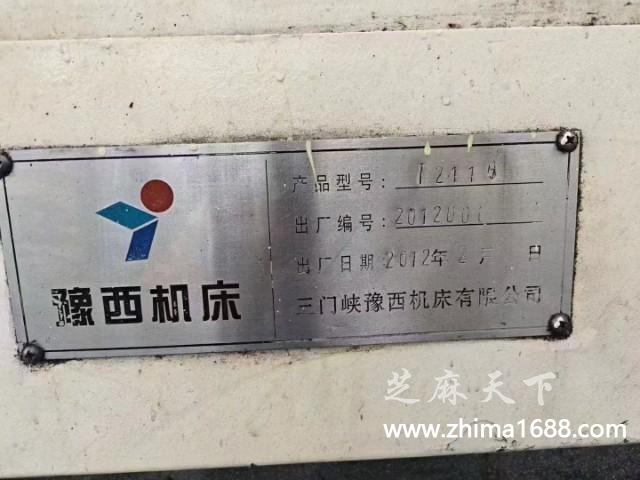 豫西机床
产品型号:
出厂编号: 2012001
出厂日期 2012年 2 月 日
三门峡豫西机床有限公司
芝麻天下
www.zhima1688.com